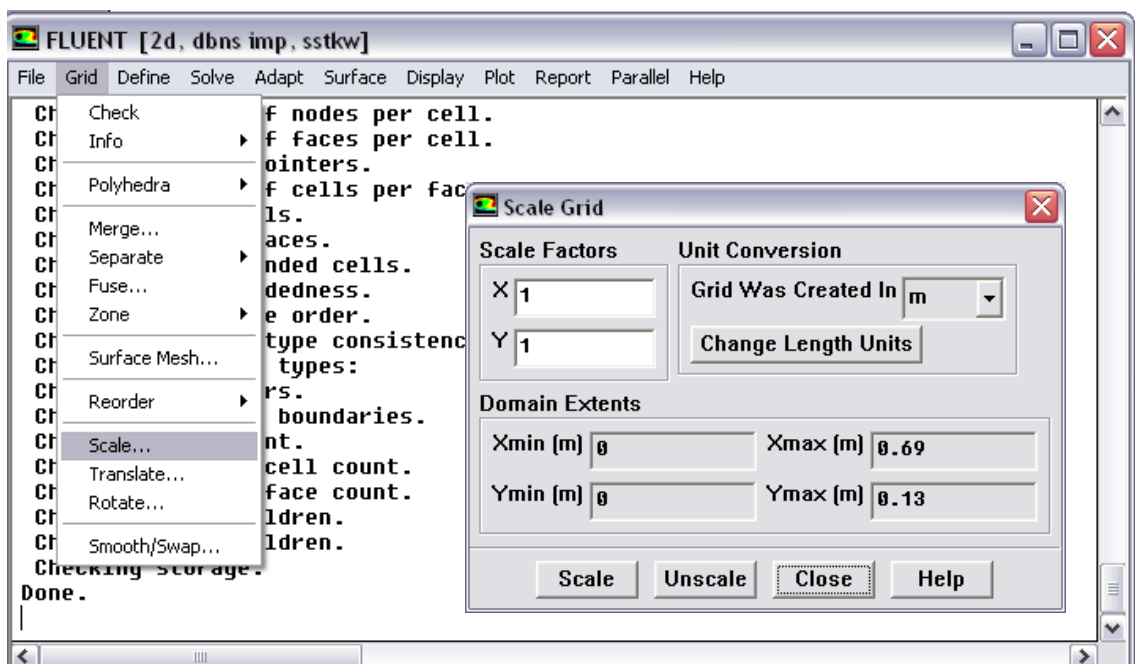 FLUENT [2d, dbns imp, sstkw]
File Grid Define Solve Adapt Surface Display Plot Report Parallel Help
Check
Info
Polyhedra
Merge...
Separate
Fuse...
Zone
Surface Mesh...
Reorder
Scale...
Translate...
Rotate...
Smooth/Swap...
f nodes per cell.
f faces per cell.
ointers.
f cells per fac
ls.
aces.
nded cells.
dedness.
e order.
type consistenc
types:
rs.
boundaries.
nt.
cell count.
face count.
ldren.
ldren.
Checking storage.
Done.
Scale Grid
Scale Factors
X 1
Y 1
Unit Conversion
Grid Was Created In m
Change Length Units
Domain Extents
Xmin (m) 0 Xmax (m) 0.69
Ymin (m) 0 Ymax (m) 0.13
Scale Unscale Close Help